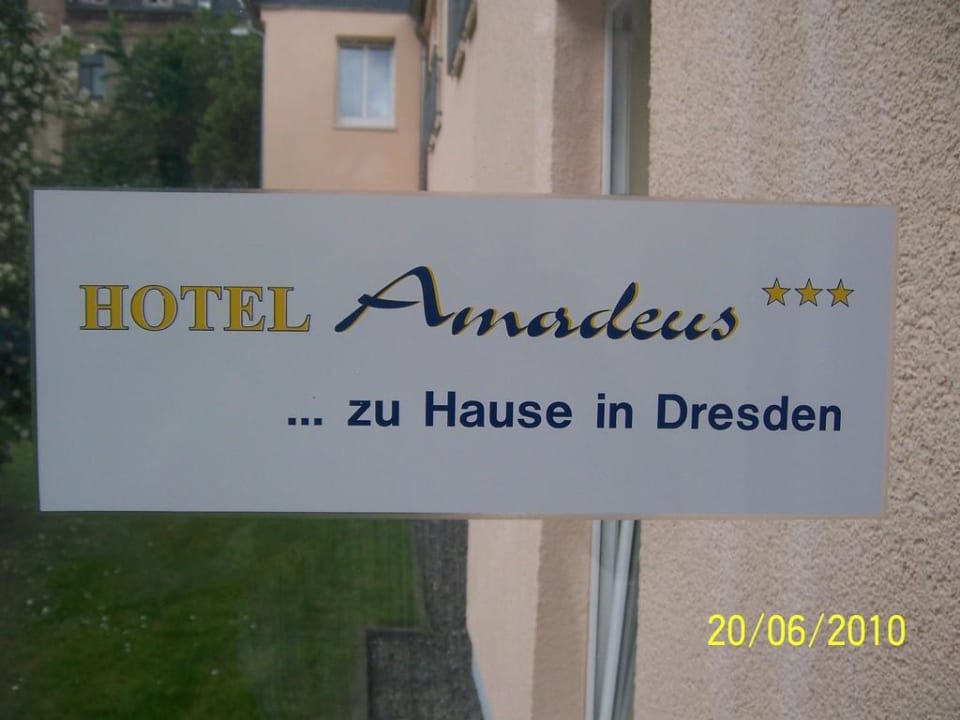 HOTEL Amadeus ★★★
... zu Hause in Dresden
20/06/2010